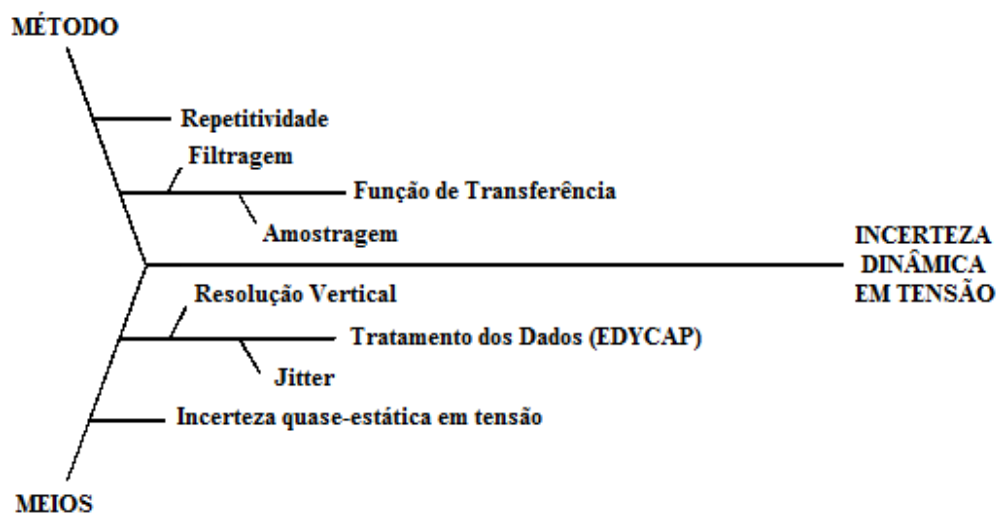 MÉTODO
Repetitividade
Filtragem
Função de Transferência
Amostragem
INCERTEZA
DINÂMICA
EM TENSÃO
Resolução Vertical
Tratamento dos Dados (EDYCAP)
Jitter
Incerteza quase-estática em tensão
MEIOS